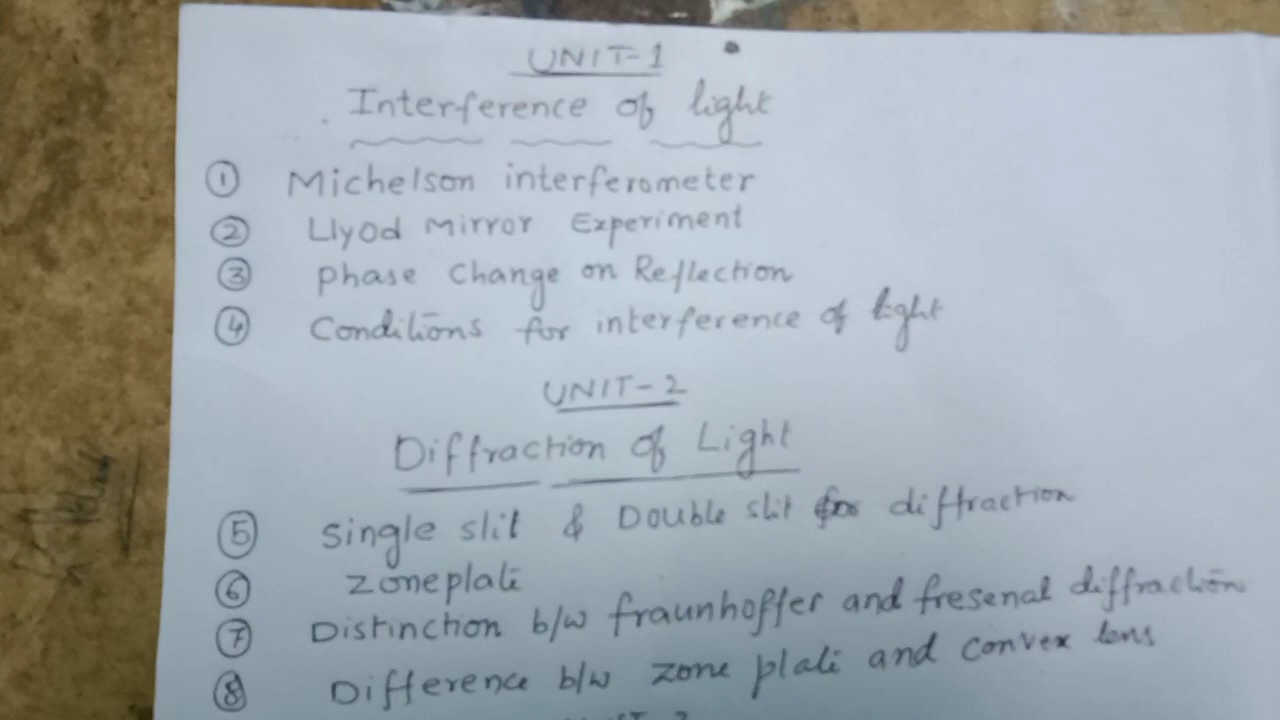 UNIT-1
Interference of light
① Michelson interferometer
② Llyod Mirror Experiment
③ Phase Change on Reflection
④ Conditions for interference of light
UNIT-2
Diffraction of Light
⑤ Single slit & Double slit for diffraction
⑥ Zoneplate
⑦ Distinction b/w fraunhoffer and fresenal diffraction
⑧ Difference b/w zone plate and convex lens